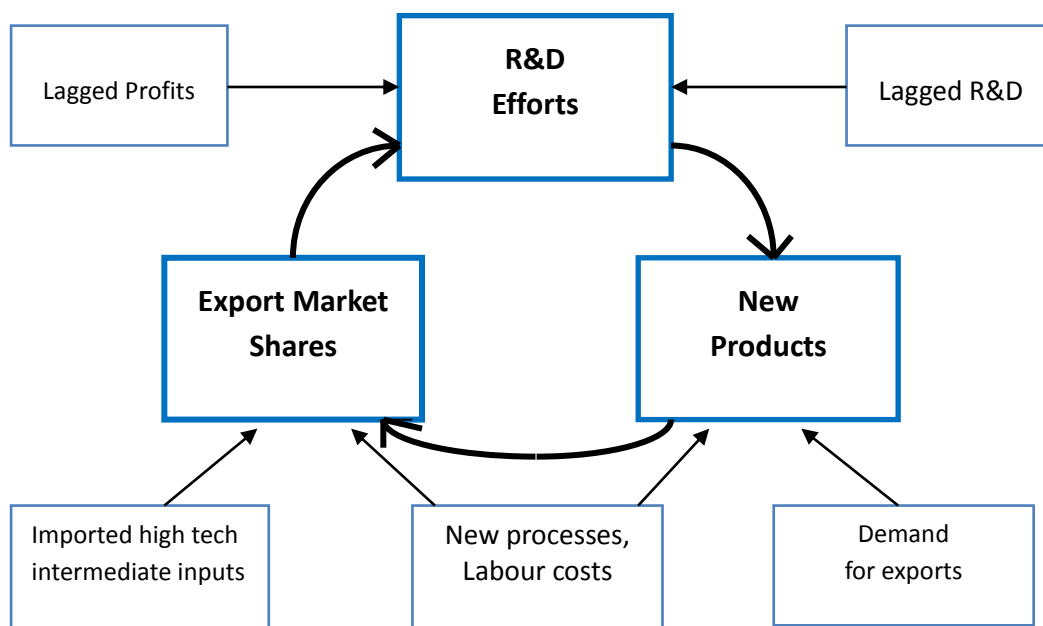 R&D
Efforts
Lagged Profits
Lagged R&D
Export Market
Shares
New
Products
Imported high tech
intermediate inputs
New processes,
Labour costs
Demand
for exports